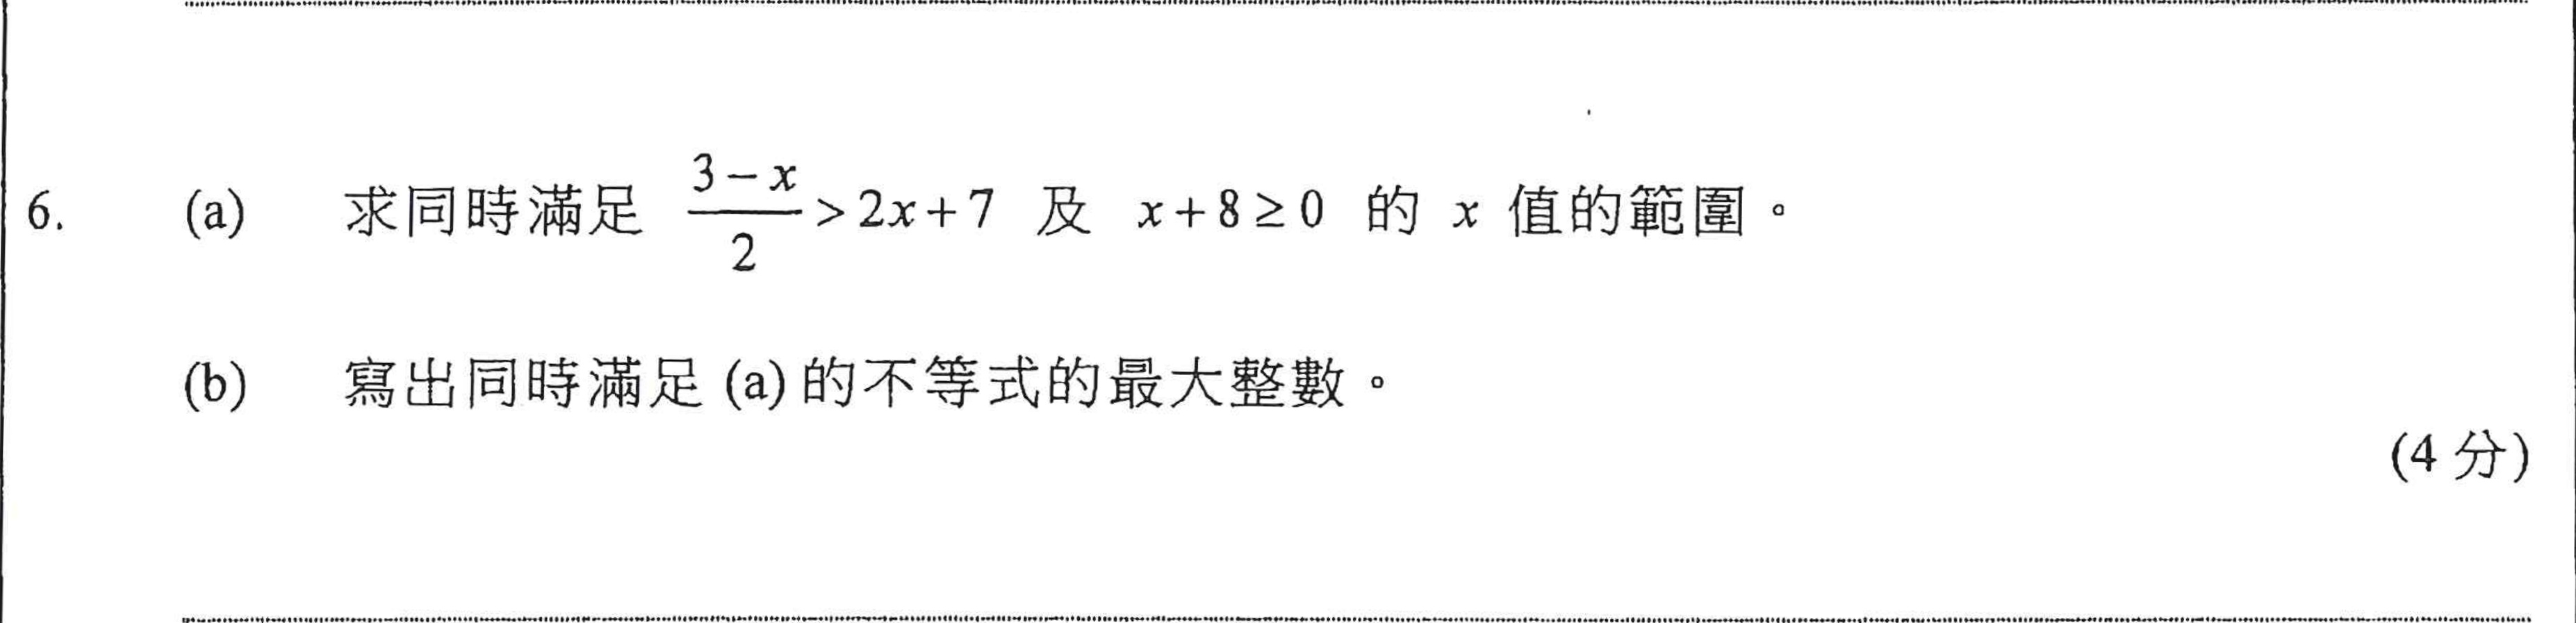 6. (a) 求同時滿足 \frac{3-x}{2} > 2x+7 及 x+8 ≥ 0 的 x 值的範圍。
(b) 寫出同時滿足 (a) 的不等式的最大整數。
(4 分)